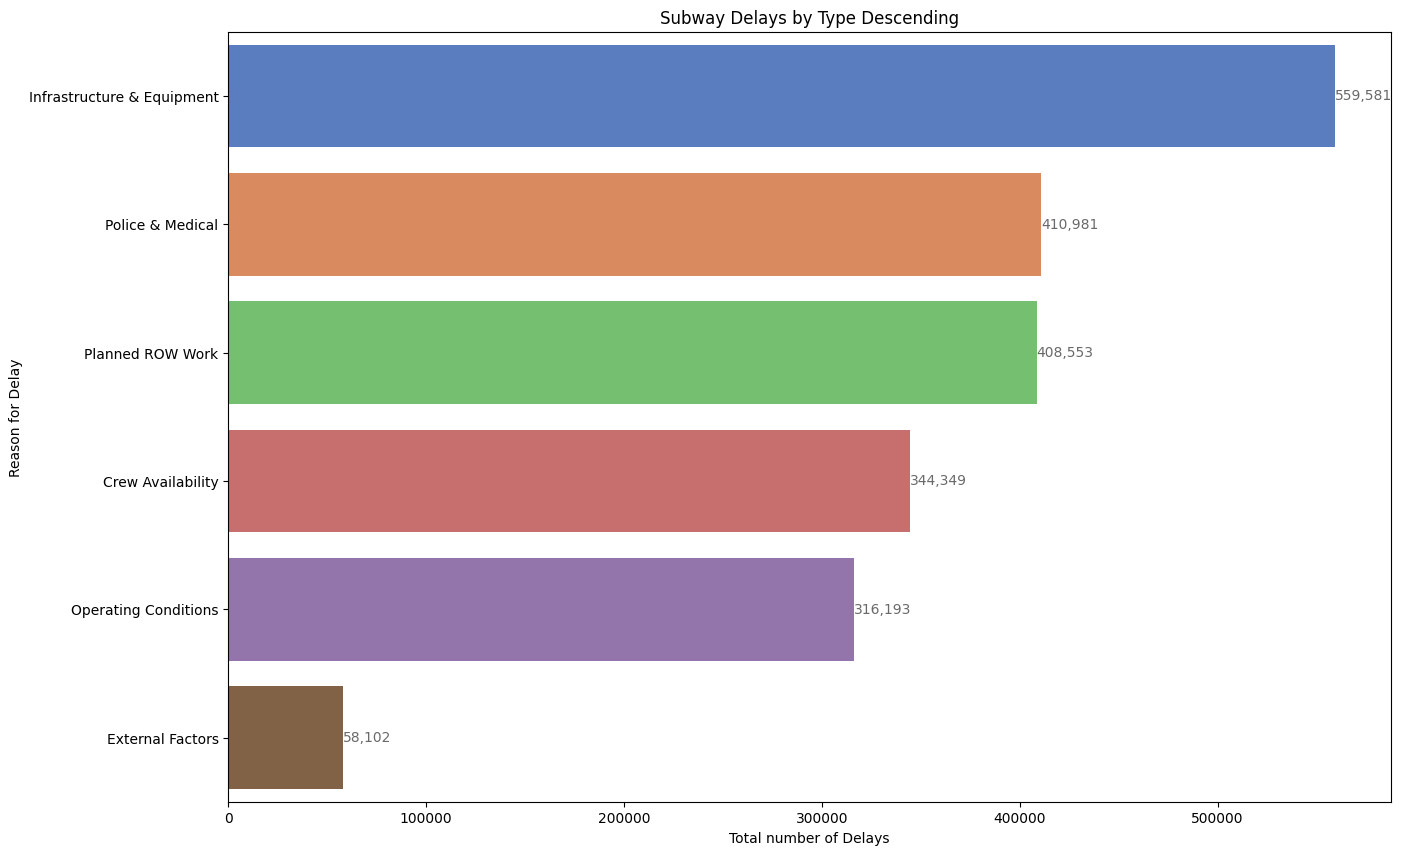 Subway Delays by Type Descending
Reason for Delay
Infrastructure & Equipment
559,581
Police & Medical
410,981
Planned ROW Work
408,553
Crew Availability
344,349
Operating Conditions
316,193
External Factors
58,102
0 100000 200000 300000 400000 500000
Total number of Delays